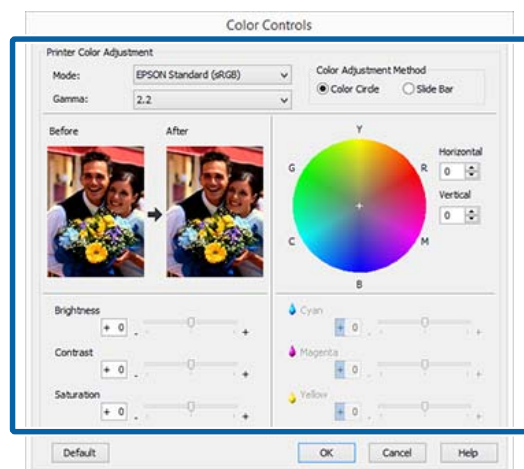 Color Controls
Printer Color Adjustment
Mode: EPSON Standard (sRGB)
Gamma: 2.2
Color Adjustment Method
Color Circle Slide Bar
Before After
Y
G R
C M
B
Horizontal
0
Vertical
0
Brightness
+ 0 - +
Contrast
+ 0 - +
Saturation
+ 0 - +
Cyan
+ 0 - +
Magenta
+ 0 - +
Yellow
+ 0 - +
Default OK Cancel Help